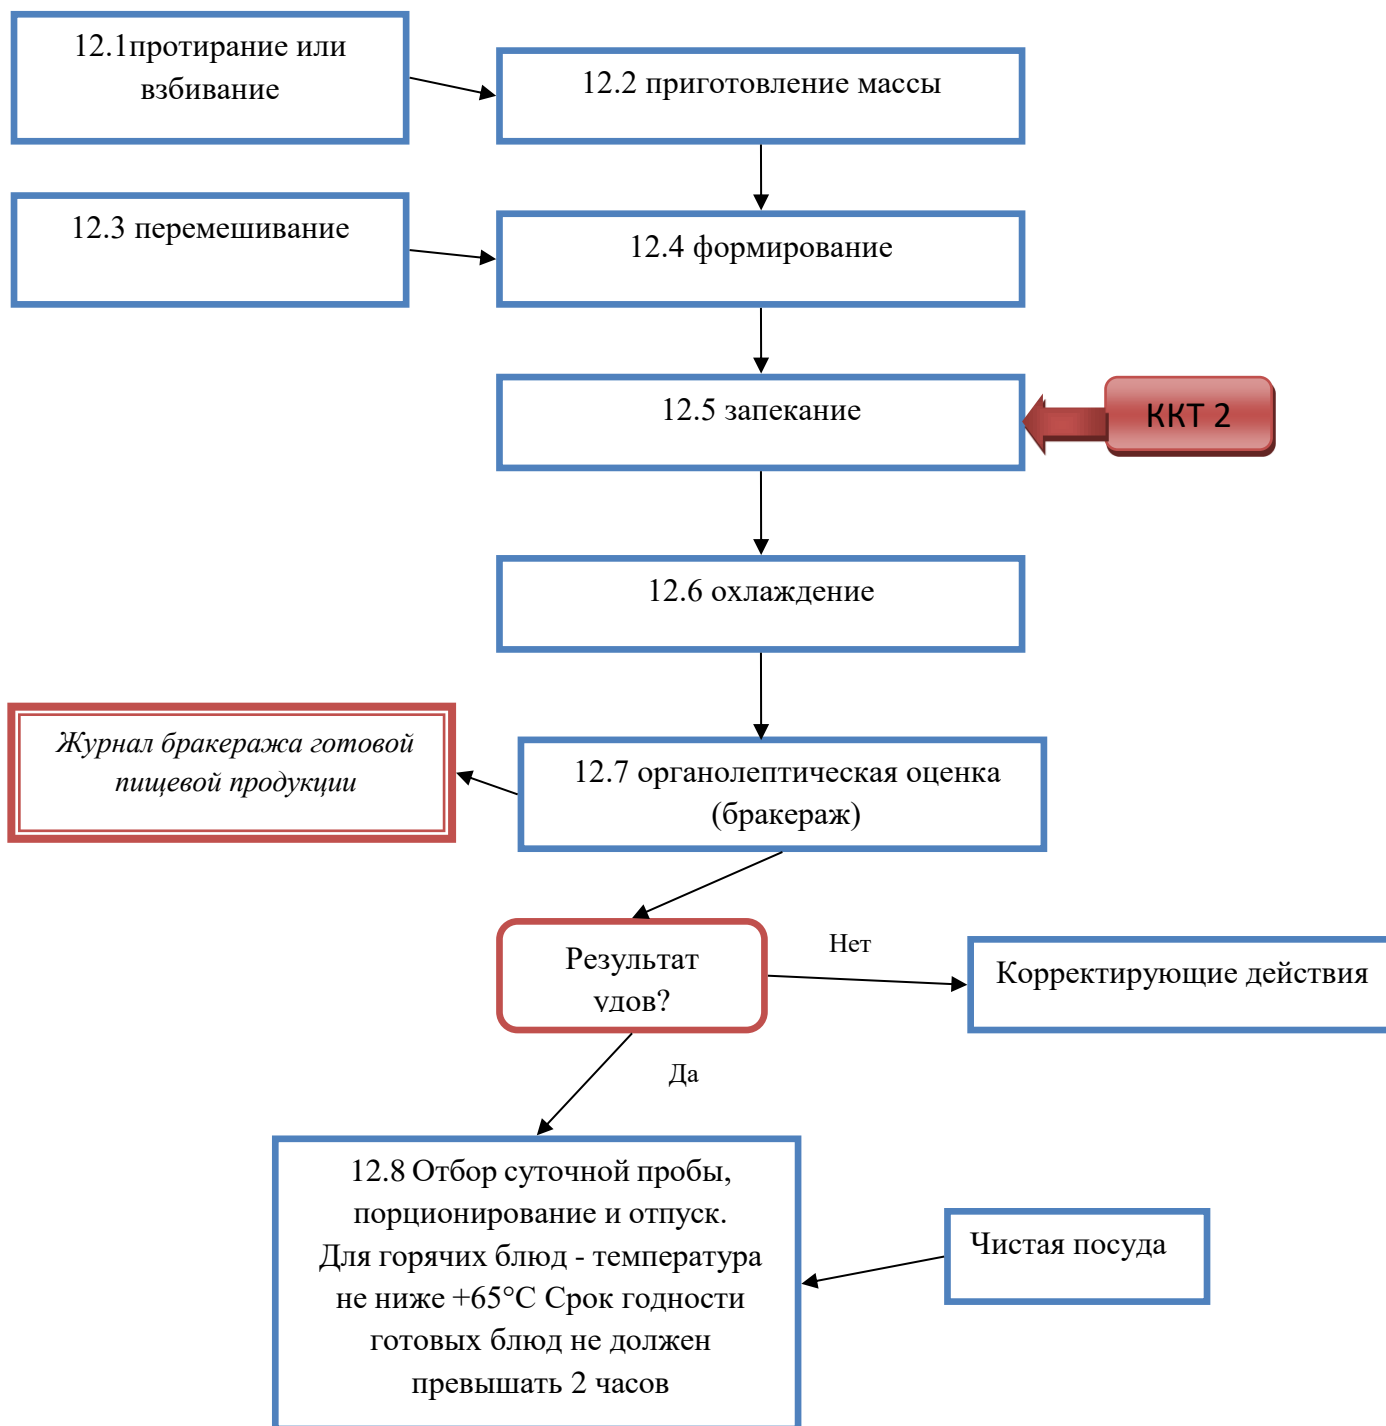 12.1протирание или
взбивание
12.2 приготовление массы
12.3 перемешивание
12.4 формирование
12.5 запекание
ККТ 2
12.6 охлаждение
Журнал бракеража готовой
пищевой продукции
12.7 органолептическая оценка
(бракераж)
Результат
удов?
Нет
Корректирующие действия
Да
12.8 Отбор суточной пробы,
порционирование и отпуск.
Для горячих блюд - температура
не ниже +65°С Срок годности
готовых блюд не должен
превышать 2 часов
Чистая посуда